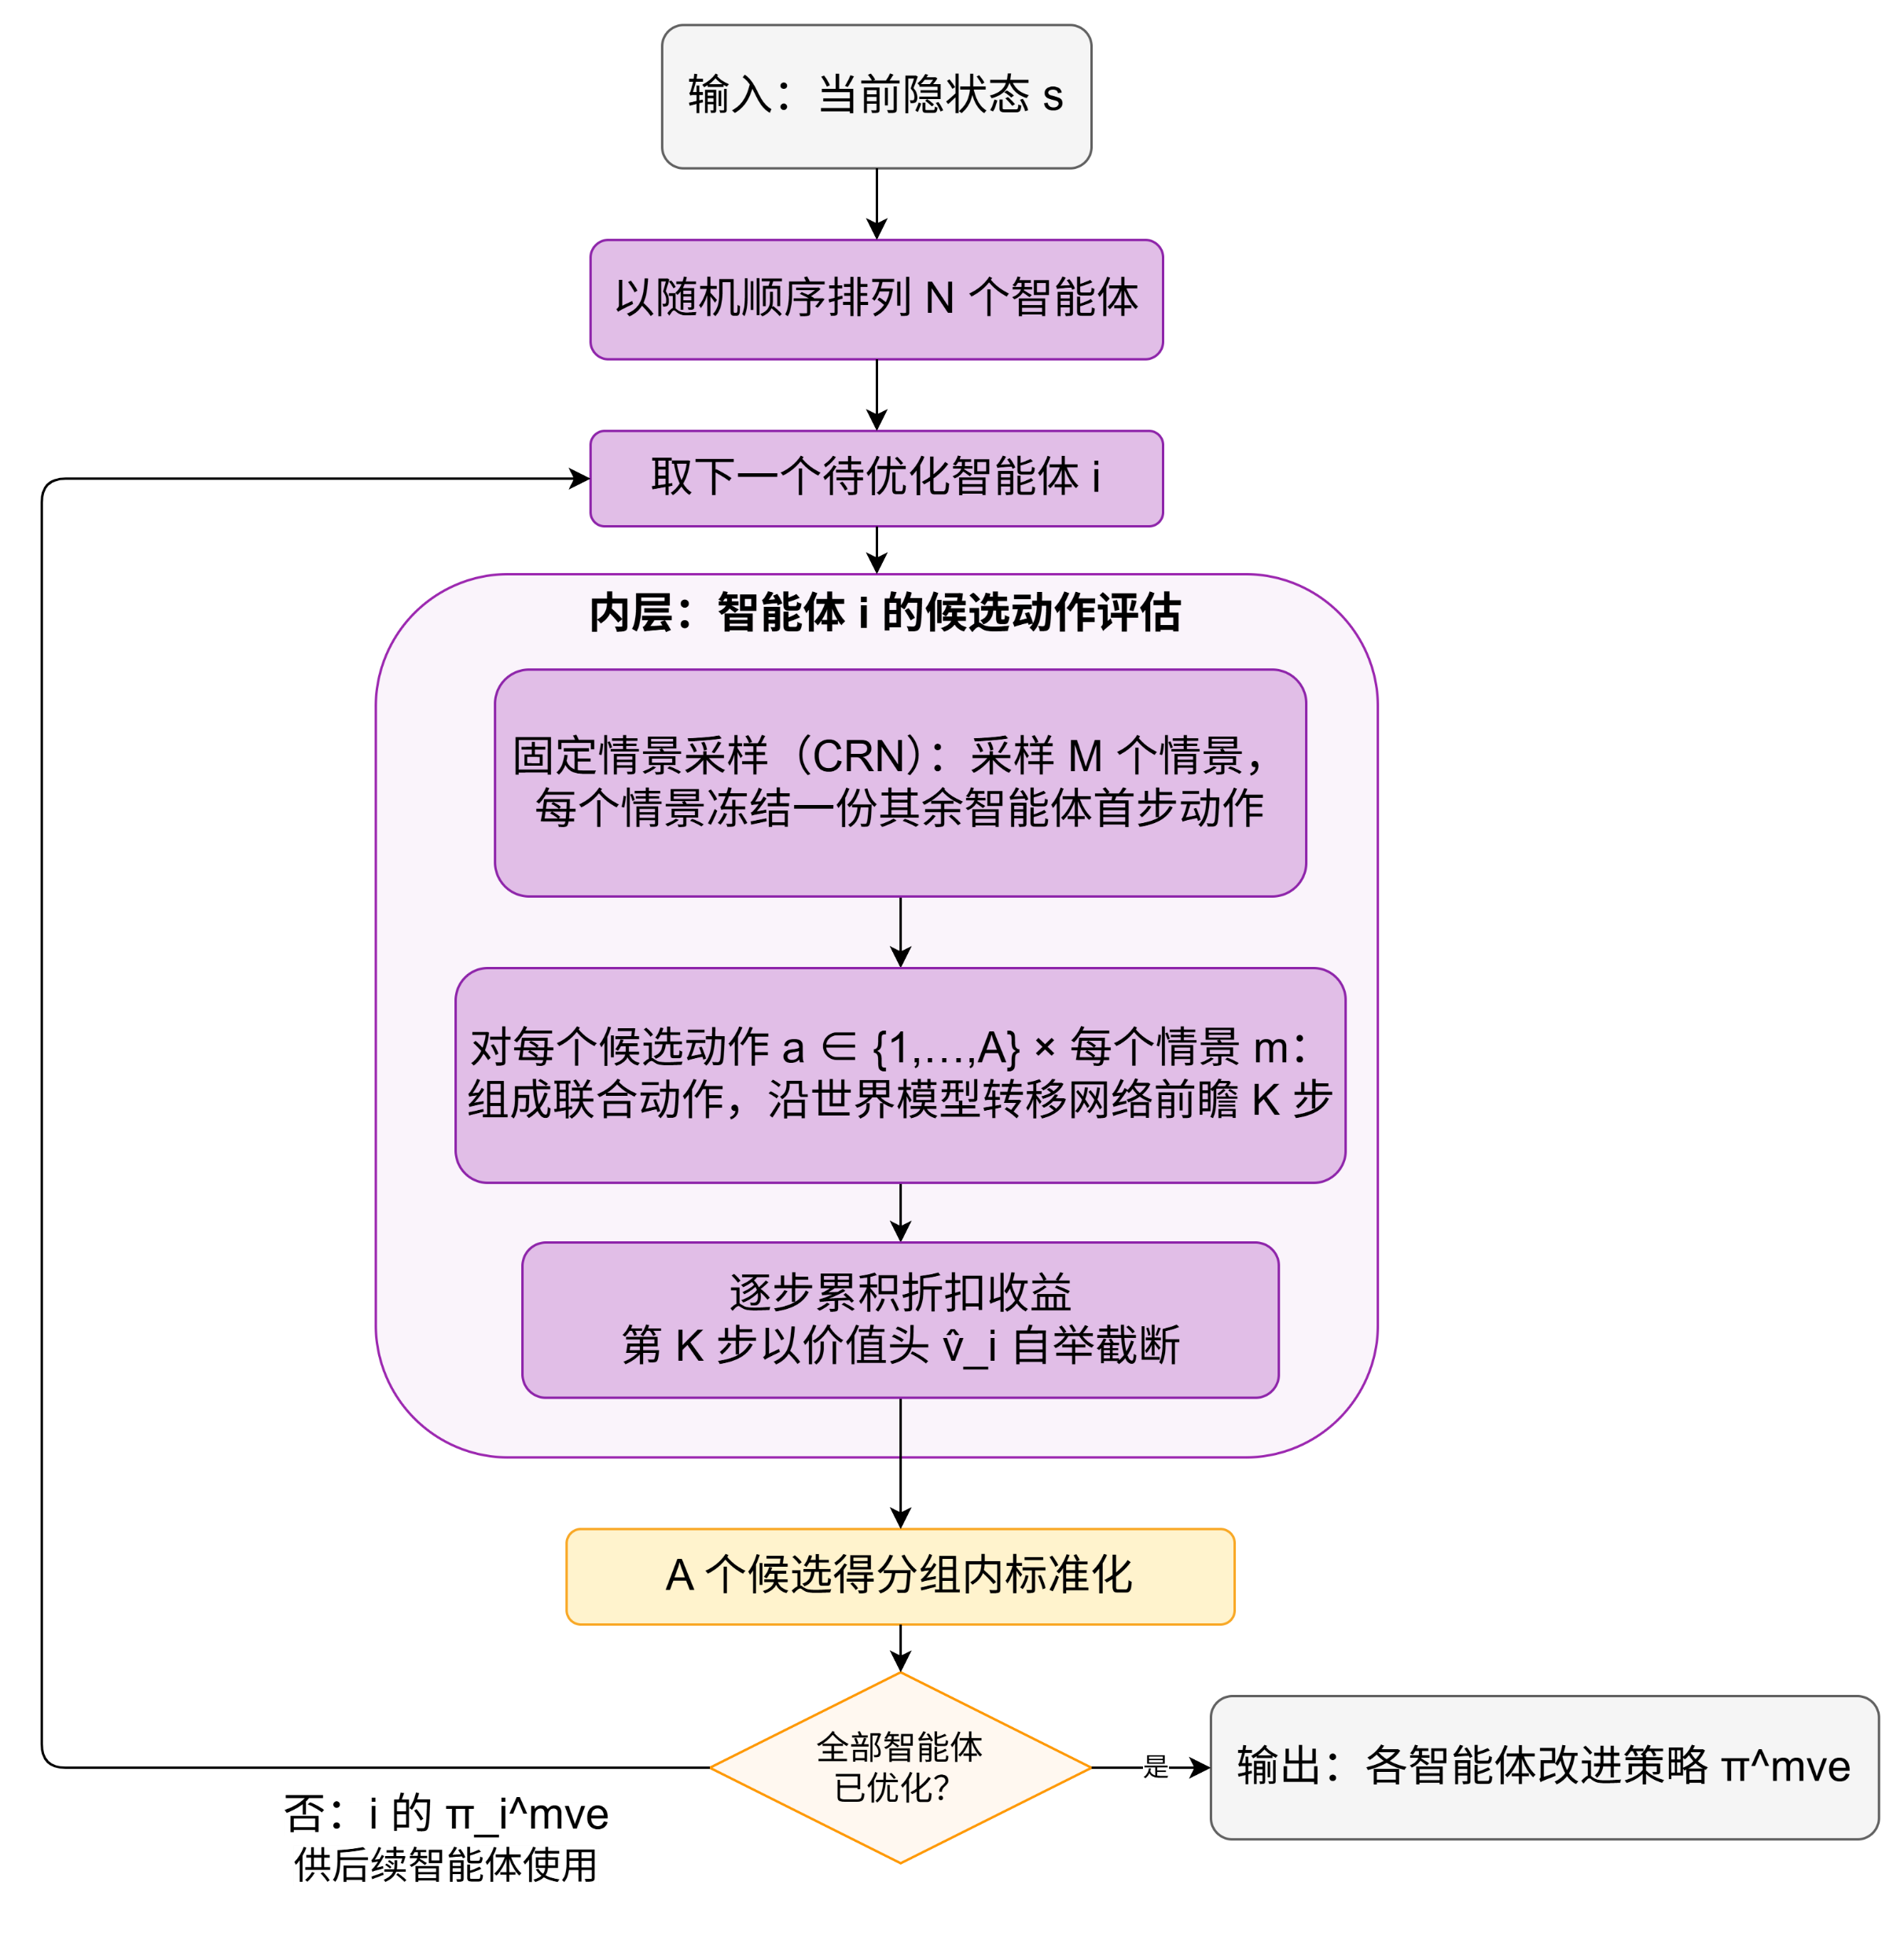 输入：当前隐状态 s
以随机顺序排列 N 个智能体
取下一个待优化智能体 i
内层：智能体 i 的候选动作评估
固定情景采样（CRN）：采样 M 个情景，
每个情景冻结一份其余智能体首步动作
对每个候选动作 a ∈ {1,…,A} × 每个情景 m：
组成联合动作，沿世界模型转移网络前瞻 K 步
逐步累积折扣收益
第 K 步以价值头 v̂_i 自举截断
A 个候选得分组内标准化
全部智能体
已优化？
是
输出：各智能体改进策略 π^mve
否：i 的 π_i^mve
供后续智能体使用